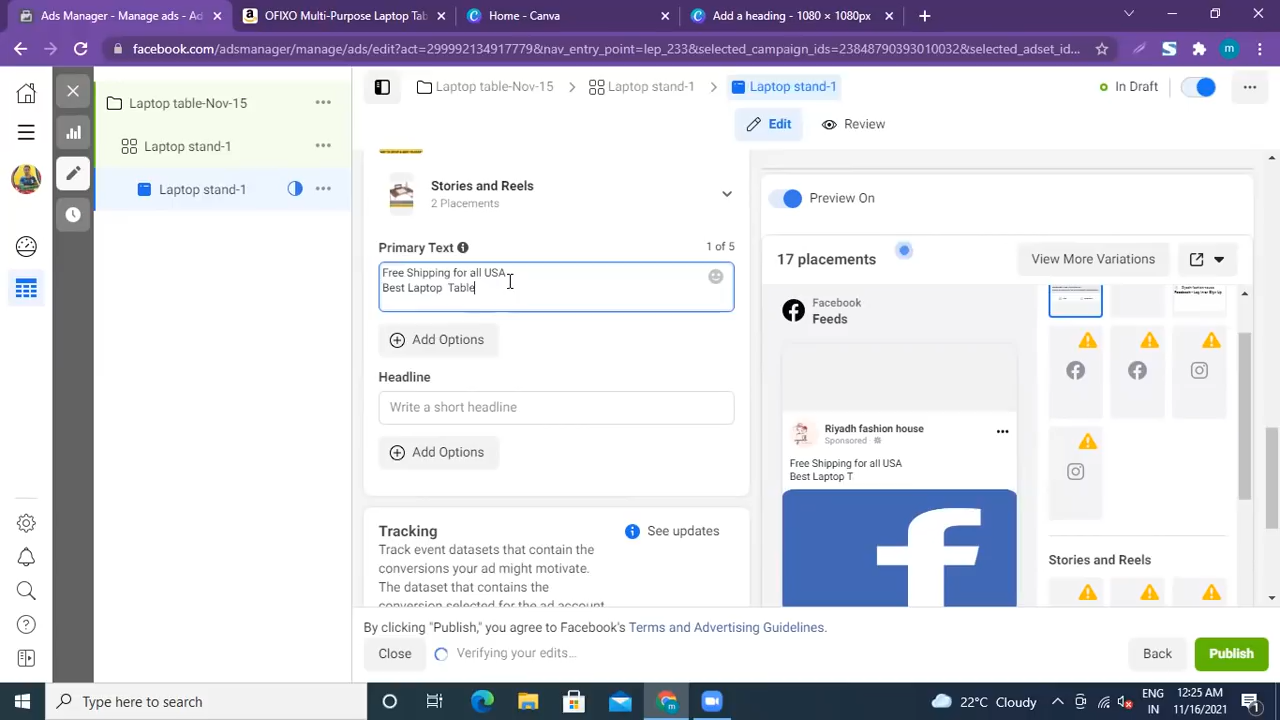 Ads Manager - Manage ads - Ad
OFIXO Multi-Purpose Laptop Tab
Home - Canva
Add a heading - 1080 × 1080px
facebook.com/adsmanager/manage/ads/edit?act=299992134917779&nav_entry_point=lep_233&selected_campaign_ids=23848790393010032&selected_adset_id...
Laptop table-Nov-15
Laptop stand-1
Laptop stand-1
Laptop table-Nov-15
Laptop stand-1
Laptop stand-1
In Draft
Edit
Review
Stories and Reels
2 Placements
Primary Text
1 of 5
Free Shipping for all USA
Best Laptop  Table
Add Options
Headline
Write a short headline
Add Options
Tracking
See updates
Track event datasets that contain the
conversions your ad might motivate.
The dataset that contains the
conversion selected for the ad account
Preview On
17 placements
View More Variations
Facebook
Feeds
Riyadh fashion house
Sponsored
Free Shipping for all USA
Best Laptop T
Stories and Reels
By clicking "Publish," you agree to Facebook's Terms and Advertising Guidelines.
Close
Verifying your edits...
Back
Publish
Type here to search
22°C Cloudy
ENG
IN
12:25 AM
11/16/2021